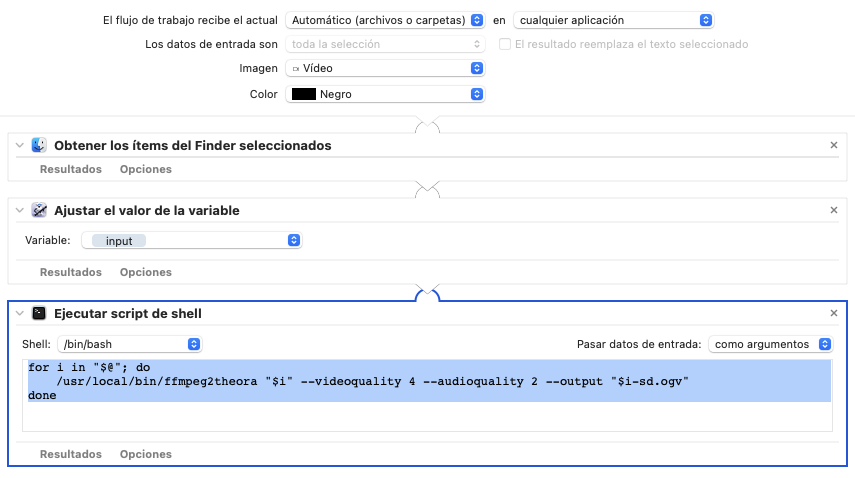 El flujo de trabajo recibe el actual Automático (archivos o carpetas) en cualquier aplicación
Los datos de entrada son toda la selección El resultado reemplaza el texto seleccionado
Imagen Vídeo
Color Negro
Obtener los ítems del Finder seleccionados
Resultados Opciones
Ajustar el valor de la variable
Variable: input
Resultados Opciones
Ejecutar script de shell
Shell: /bin/bash Pasar datos de entrada: como argumentos
for i in "$@"; do
    /usr/local/bin/ffmpeg2theora "$i" --videoquality 4 --audioquality 2 --output "$i-sd.ogv"
done
Resultados Opciones